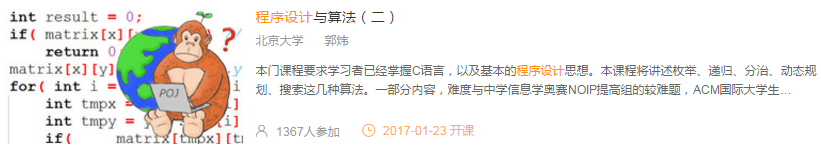 int result = 0;
if( matrix[x][y]
return 0;
matrix[x][y]
for( int i =
int tmpx =
int tmpy =
if( matrix[tmpx][tm
?
POJ
程序设计与算法（二）
北京大学 郭炜
本门课程要求学习者已经掌握C语言，以及基本的程序设计思想。本课程将讲述枚举、递归、分治、动态规
划、搜索这几种算法。一部分内容，难度与中学信息学奥赛NOIP提高组的较难题，ACM国际大学生...
1367人参加 2017-01-23 开课